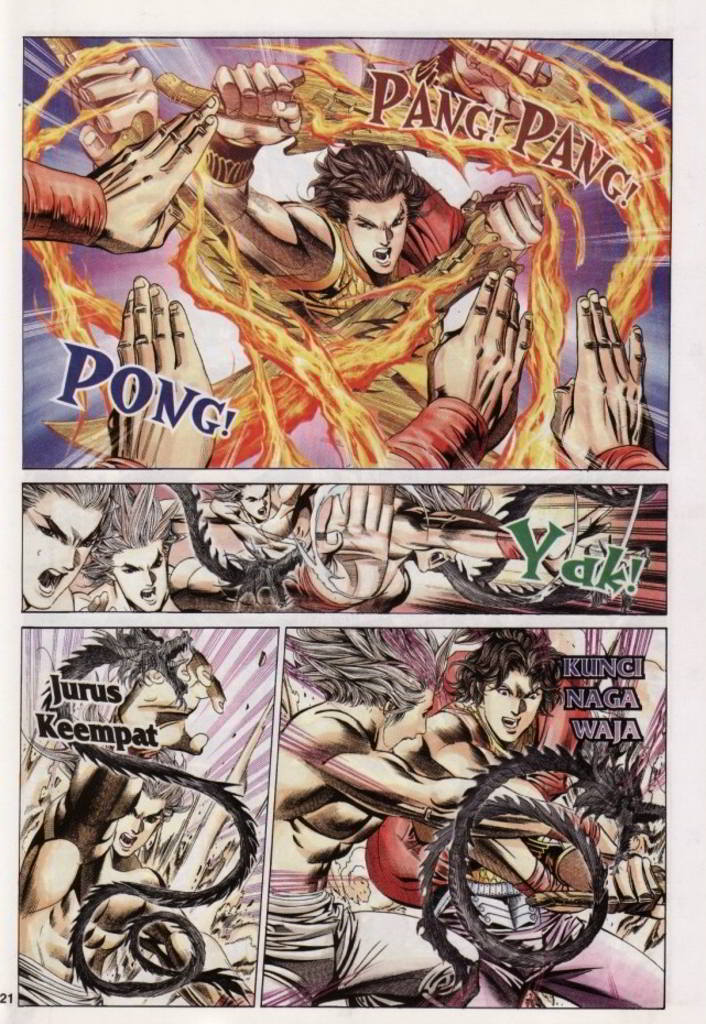 PANG! PANG!
PONG!
Yak!
Jurus
Keempat
KUNCI
NAGA
WAJA
21